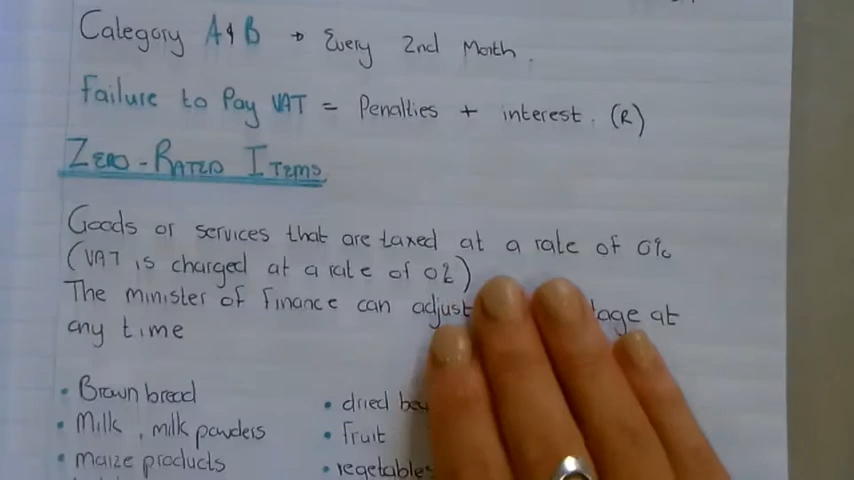 Category A & B → Every 2nd Month.
Failure to Pay VAT = Penalties + interest. (R)
ZERO-RATED ITEMS
Goods or services that are taxed at a rate of 0%
(VAT is charged at a rate of 0%)
The minister of Finance can adjust at
any time
• Brown bread
• dried
• Milk, milk powders
• Fruit
• maize products
• vegetables